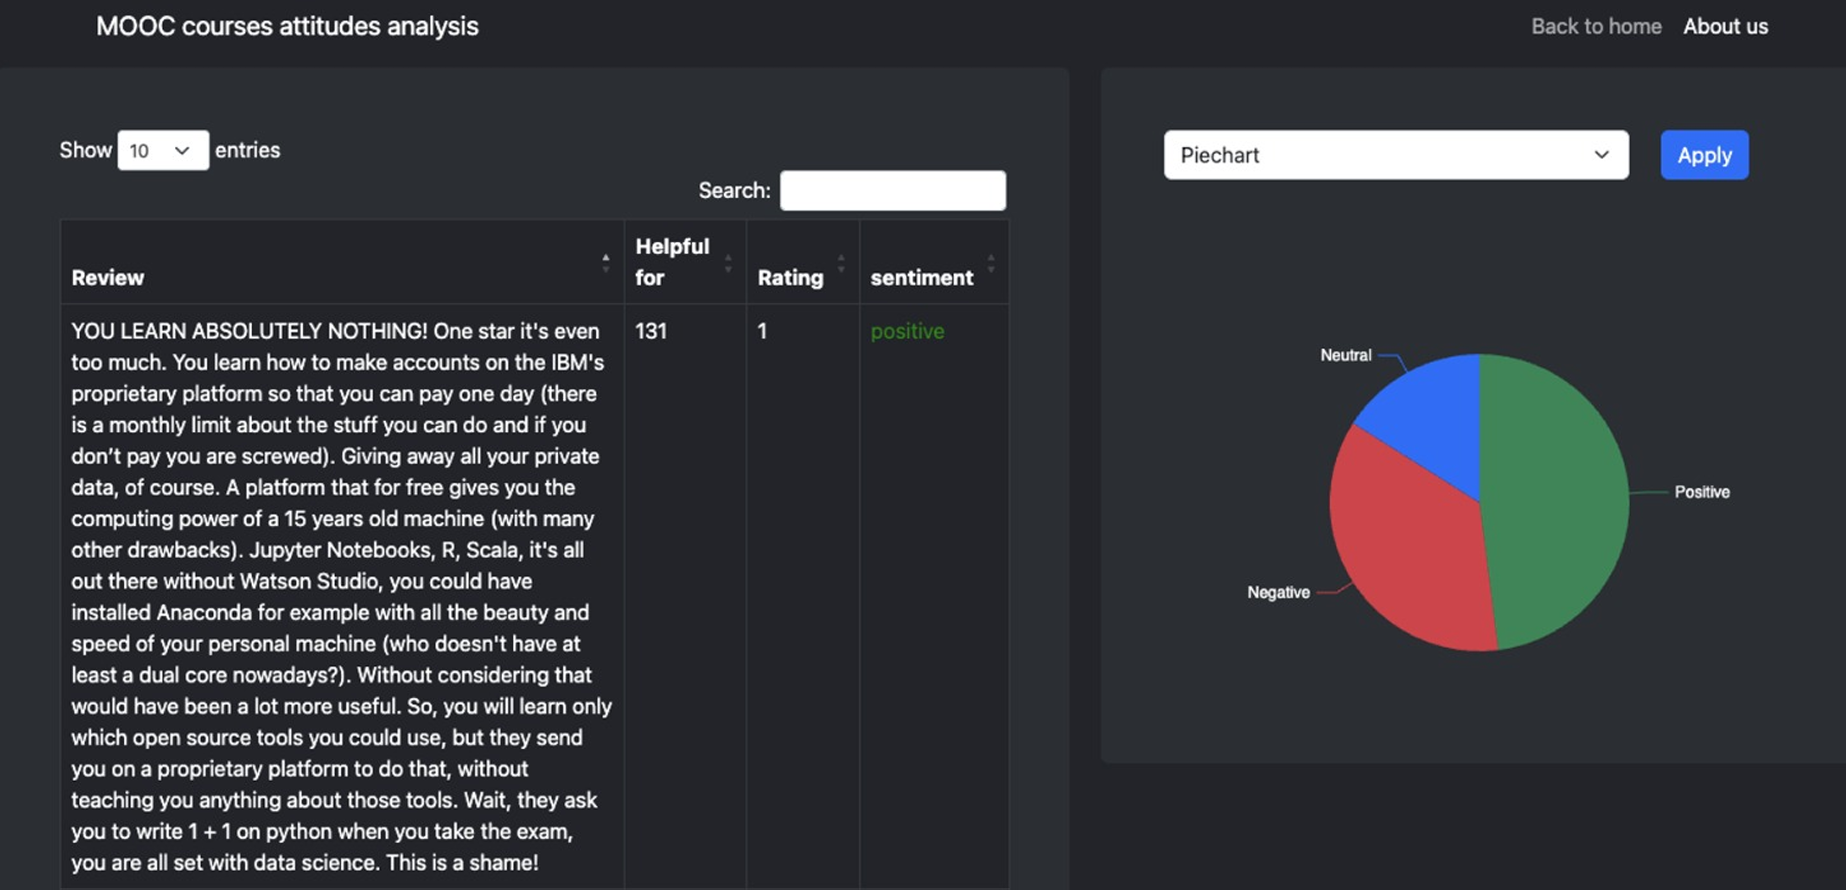 MOOC courses attitudes analysis
Back to home About us
Show 10 entries
Search:
Review
Helpful
for
Rating
sentiment
YOU LEARN ABSOLUTELY NOTHING! One star it's even
too much. You learn how to make accounts on the IBM's
proprietary platform so that you can pay one day (there
is a monthly limit about the stuff you can do and if you
don’t pay you are screwed). Giving away all your private
data, of course. A platform that for free gives you the
computing power of a 15 years old machine (with many
other drawbacks). Jupyter Notebooks, R, Scala, it's all
out there without Watson Studio, you could have
installed Anaconda for example with all the beauty and
speed of your personal machine (who doesn't have at
least a dual core nowadays?). Without considering that
would have been a lot more useful. So, you will learn only
which open source tools you could use, but they send
you on a proprietary platform to do that, without
teaching you anything about those tools. Wait, they ask
you to write 1 + 1 on python when you take the exam,
you are all set with data science. This is a shame!
131
1
positive
Piechart
Apply
Neutral
Positive
Negative